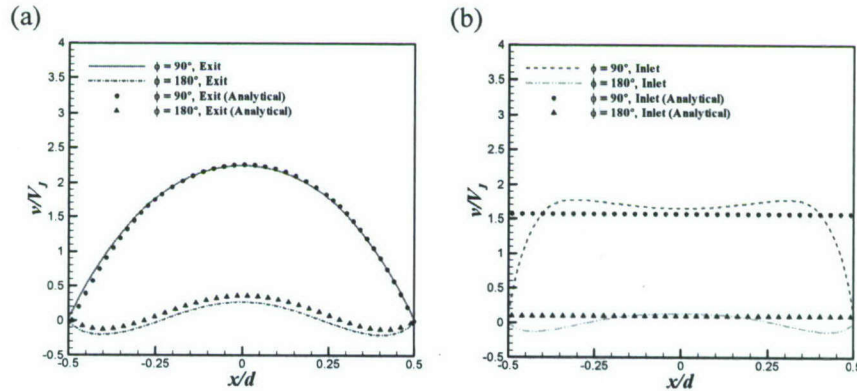 (a)
4
3.5
3
2.5
2
1.5
1
0.5
0
-0.5
v/V_J
ϕ = 90°, Exit
ϕ = 180°, Exit
ϕ = 90°, Exit (Analytical)
ϕ = 180°, Exit (Analytical)
-0.5 -0.25 0 0.25 0.5
x/d
(b)
4
3.5
3
2.5
2
1.5
1
0.5
0
-0.5
v/V_J
ϕ = 90°, Inlet
ϕ = 180°, Inlet
ϕ = 90°, Inlet (Analytical)
ϕ = 180°, Inlet (Analytical)
-0.5 -0.25 0 0.25 0.5
x/d